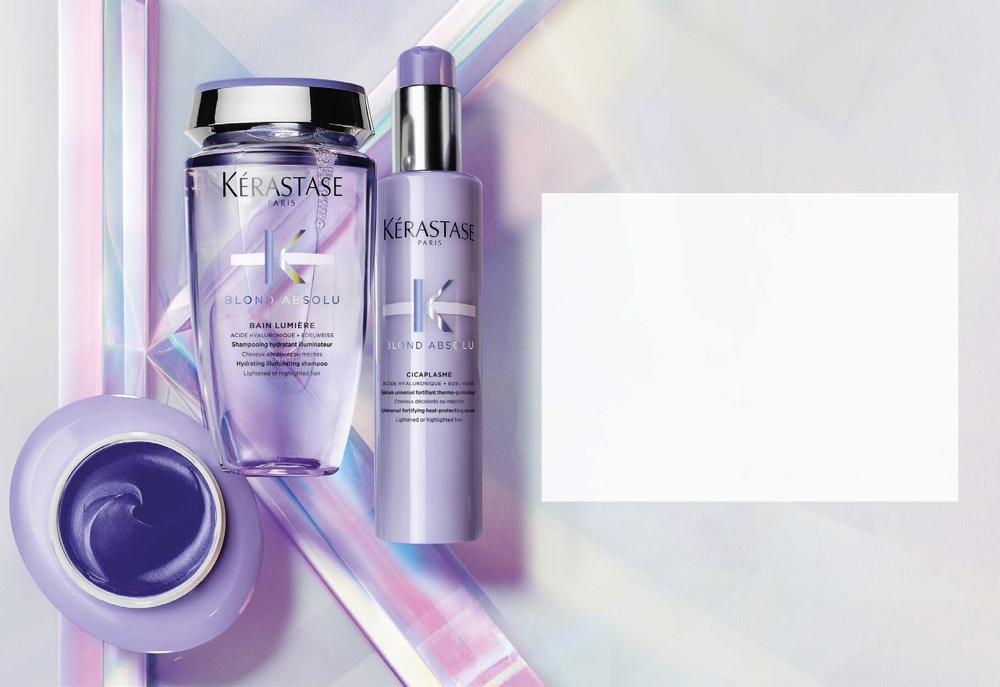 KÉRASTASE
PARIS
K
BLOND ABSOLU
BAIN LUMIÈRE
ACIDE HYALURONIQUE + EDELWEISS
Shampooing hydratant illuminateur
Cheveux décolorés ou méchés
Hydrating illuminating shampoo
Lightened or highlighted hair
KÉRASTASE
PARIS
K
BLOND ABSOLU
CICAPLASME
ACIDE HYALURONIQUE + EDELWEISS
Sérum universel fortifiant thermo-protecteur
Cheveux décolorés ou méchés
Universal fortifying heat-protecting serum
Lightened or highlighted hair